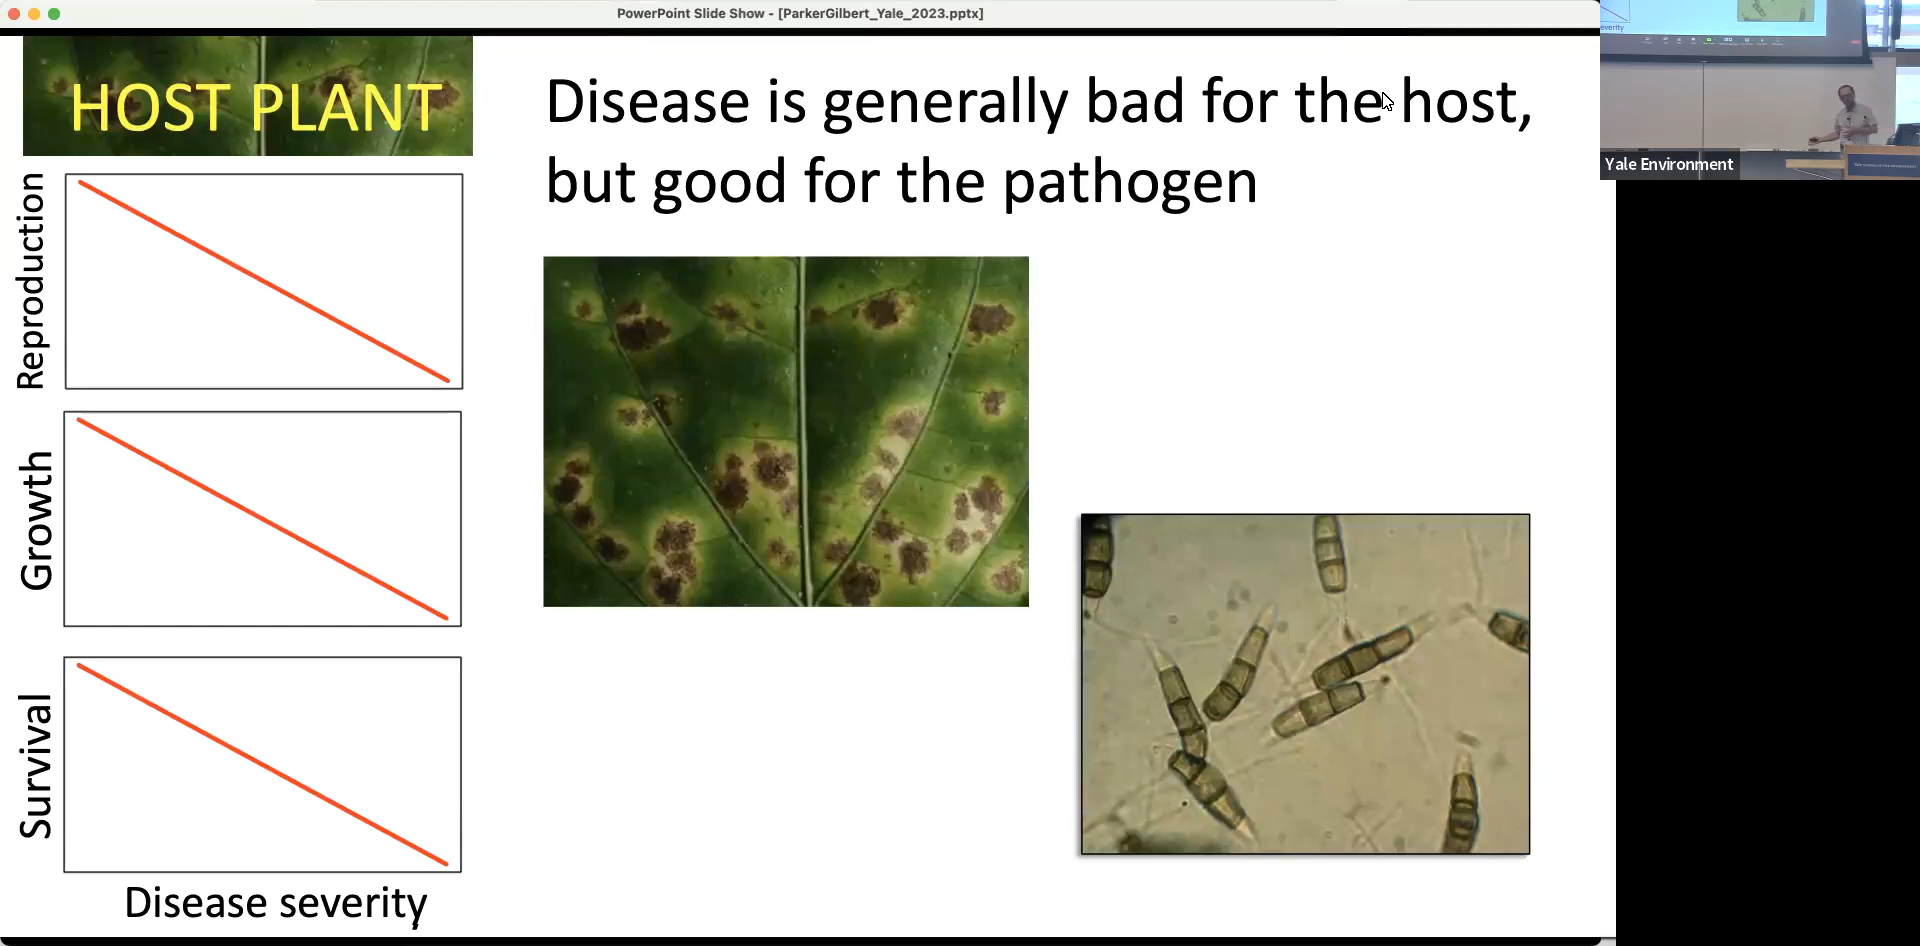 PowerPoint Slide Show - [ParkerGilbert_Yale_2023.pptx]
HOST PLANT
Disease is generally bad for the host,
but good for the pathogen
Reproduction
Growth
Survival
Disease severity
Yale Environment